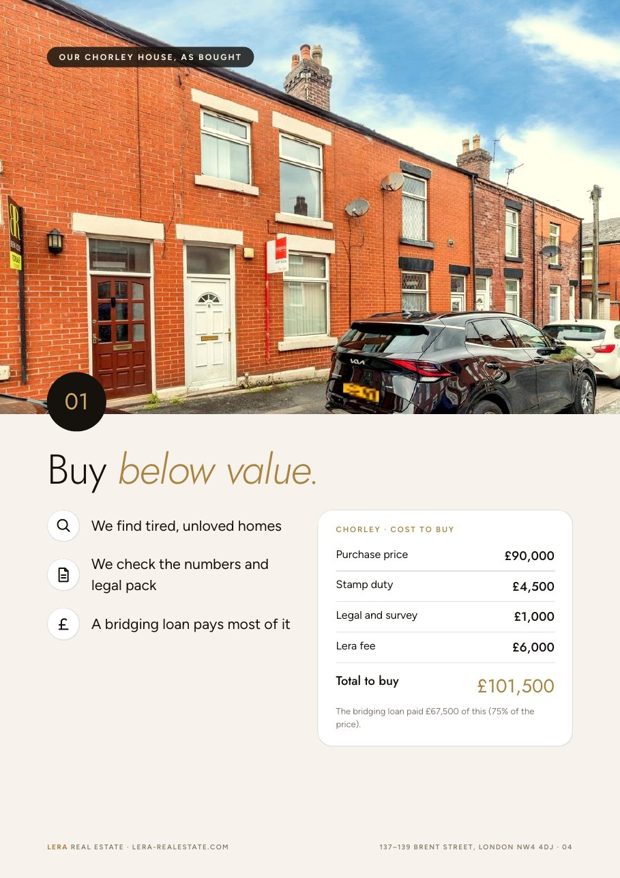 OUR CHORLEY HOUSE, AS BOUGHT
KIA
01
Buy below value.
We find tired, unloved homes
We check the numbers and
legal pack
A bridging loan pays most of it
CHORLEY · COST TO BUY
Purchase price £90,000
Stamp duty £4,500
Legal and survey £1,000
Lera fee £6,000
Total to buy £101,500
The bridging loan paid £67,500 of this (75% of the
price).
LERA REAL ESTATE · LERA-REALESTATE.COM
137–139 BRENT STREET, LONDON NW4 4DJ · 04